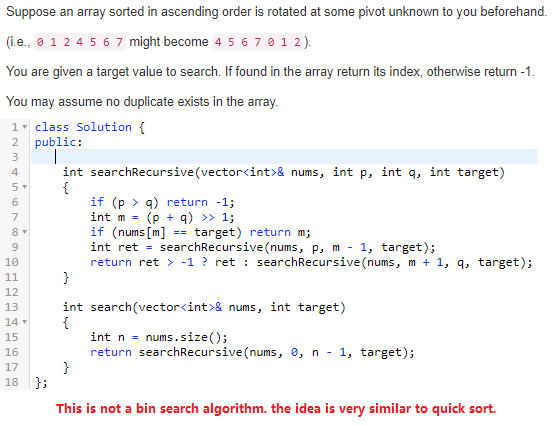 Suppose an array sorted in ascending order is rotated at some pivot unknown to you beforehand.
(i.e., 0 1 2 4 5 6 7 might become 4 5 6 7 0 1 2 ).
You are given a target value to search. If found in the array return its index, otherwise return -1.
You may assume no duplicate exists in the array.
1 class Solution {
2 public:
3
4 int searchRecursive(vector<int>& nums, int p, int q, int target)
5 {
6 if (p > q) return -1;
7 int m = (p + q) >> 1;
8 if (nums[m] == target) return m;
9 int ret = searchRecursive(nums, p, m - 1, target);
10 return ret > -1 ? ret : searchRecursive(nums, m + 1, q, target);
11 }
12
13 int search(vector<int>& nums, int target)
14 {
15 int n = nums.size();
16 return searchRecursive(nums, 0, n - 1, target);
17 }
18 };
This is not a bin search algorithm. the idea is very similar to quick sort.